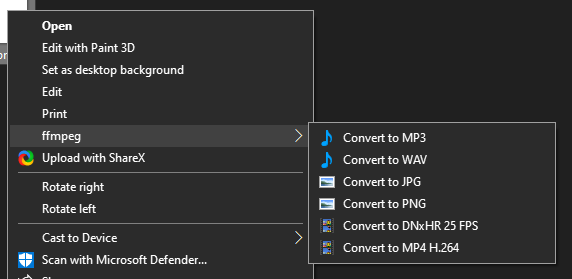 Open
Edit with Paint 3D
Set as desktop background
Edit
Print
ffmpeg
Upload with ShareX
Rotate right
Rotate left
Cast to Device
Scan with Microsoft Defender...
Convert to MP3
Convert to WAV
Convert to JPG
Convert to PNG
Convert to DNxHR 25 FPS
Convert to MP4 H.264